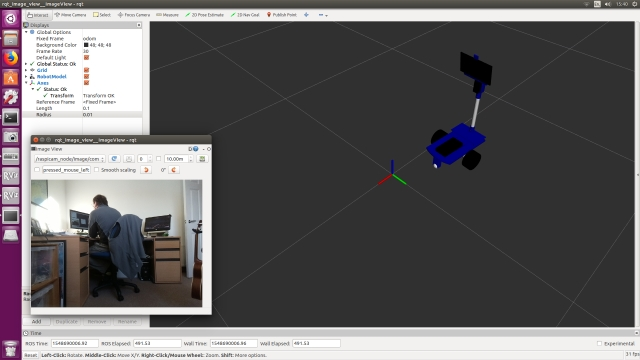 rqt_image_view__ImageView - rqt
15:40
Interact Move Camera Select Focus Camera Measure 2D Pose Estimate 2D Nav Goal Publish Point
Displays
Global Options
Fixed Frame odom
Background Color 48; 48; 48
Frame Rate 30
Default Light
Global Status: Ok
Grid
RobotModel
Axes
Status: Ok
Transform Transform OK
Reference Frame <Fixed Frame>
Length 0.1
Radius 0.01
rqt_image_view__ImageView - rqt
Image View
/raspicam_node/image/com 0 10.00m
pressed_mouse_left Smooth scaling 0°
Add Duplicate Remove Rename
Time
ROS Time: ROS Elapsed: 491.53 Wall Time: Wall Elapsed: 491.53 Experimental
Reset Left-Click: Rotate. Middle-Click: Move X/Y. Right-Click/Mouse Wheel: Zoom. Shift: More options. 31 fps